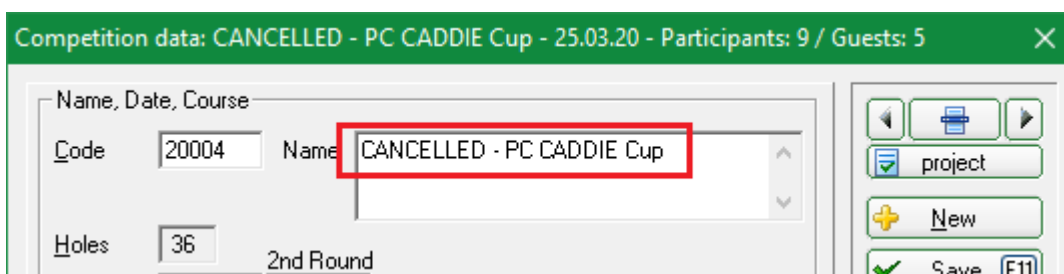 Competition data: CANCELLED - PC CADDIE Cup - 25.03.20 - Participants: 9 / Guests: 5
Name, Date, Course
Code 20004 Name CANCELLED - PC CADDIE Cup
project
New
Holes 36
2nd Round
Save F11